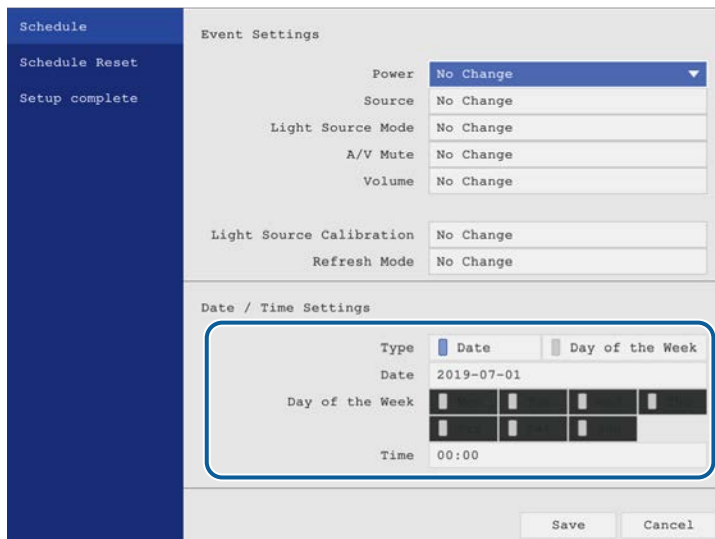 Schedule
Schedule Reset
Setup complete
Event Settings
Power No Change
Source No Change
Light Source Mode No Change
A/V Mute No Change
Volume No Change
Light Source Calibration No Change
Refresh Mode No Change
Date / Time Settings
Type Date Day of the Week
Date 2019-07-01
Day of the Week
Time 00:00
Save Cancel